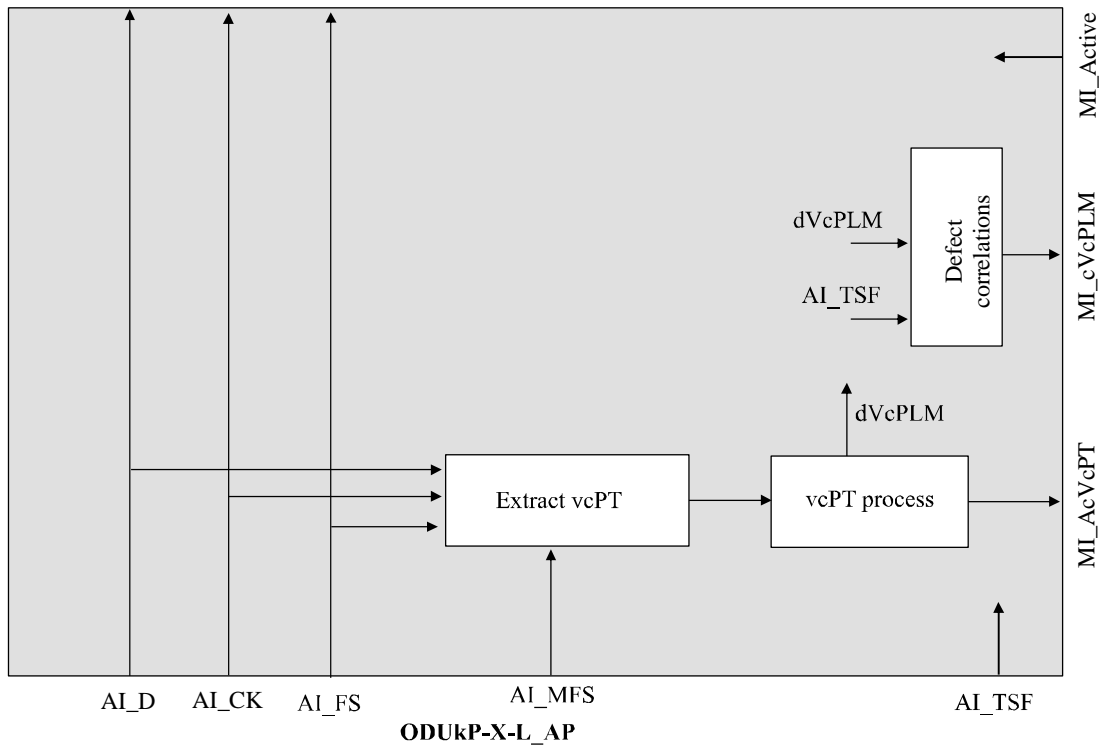 MI_Active
dVcPLM
AI_TSF
Defect
correlations
MI_cVcPLM
dVcPLM
Extract vcPT
vcPT process
MI_AcVcPT
AI_D
AI_CK
AI_FS
AI_MFS
AI_TSF
ODUkP-X-L_AP